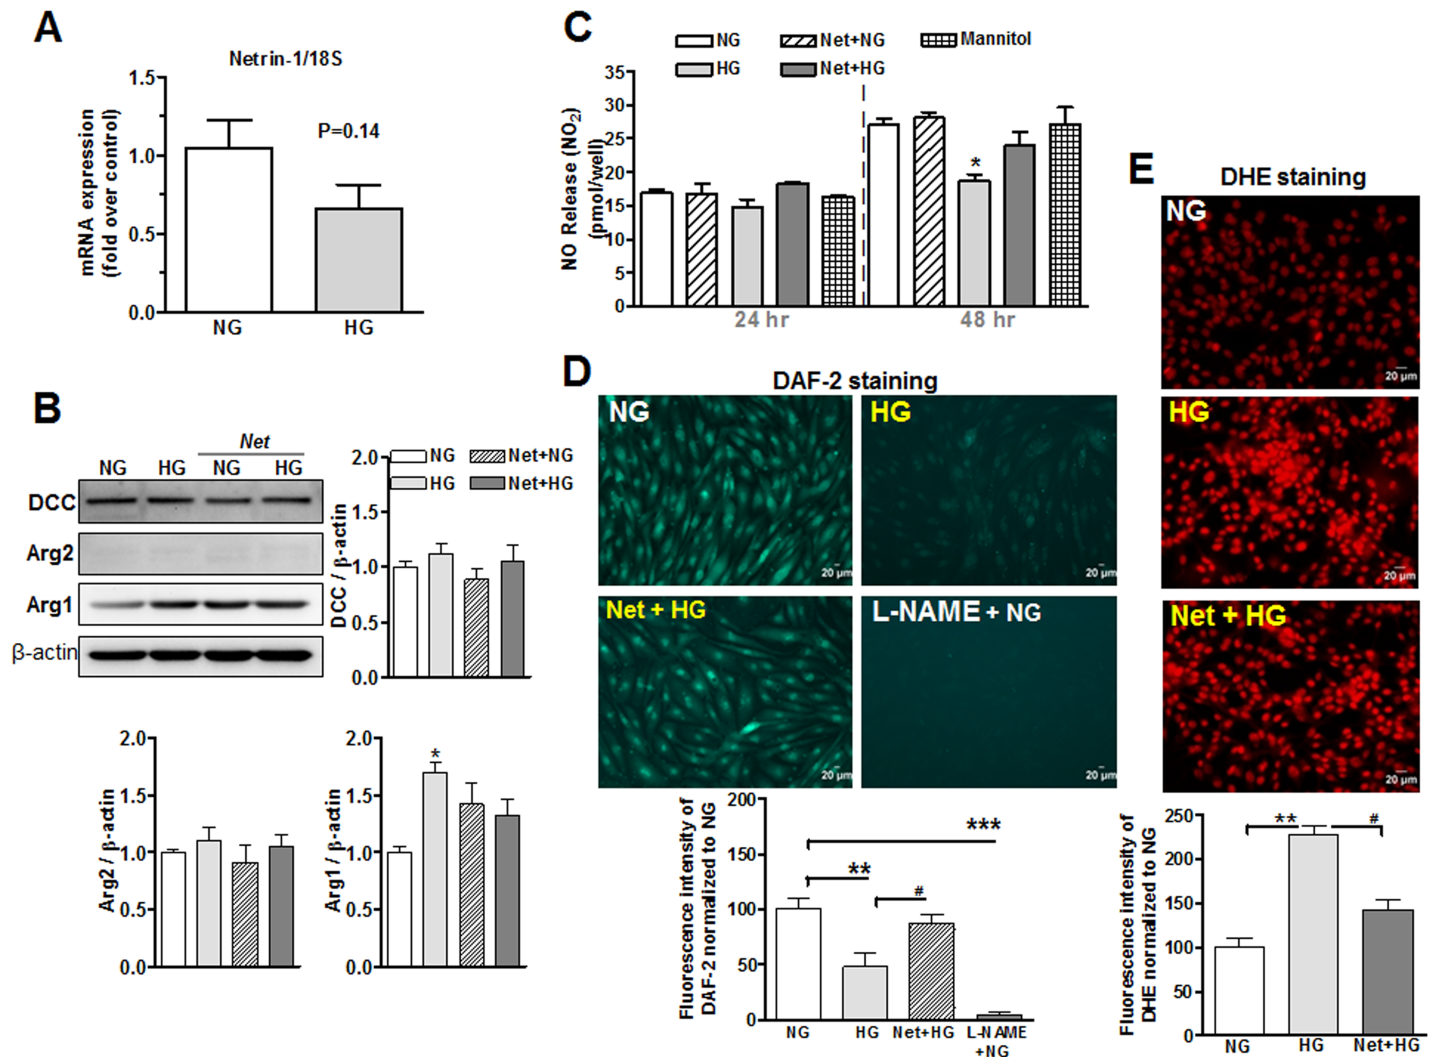 A
Netrin-1/18S
mRNA expression
(fold over control)
1.5
1.0
0.5
0.0
P=0.14
NG HG
B
Net
NG HG NG HG
DCC
Arg2
Arg1
β-actin
DCC / β-actin
2.0
1.5
1.0
0.5
0.0
NG Net+NG
HG Net+HG
Arg2 / β-actin
2.0
1.5
1.0
0.5
0.0
Arg1 / β-actin
2.0
1.5
1.0
0.5
0.0
*
C
NG Net+NG Mannitol
HG Net+HG
NO Release (NO2)
(pmol/well)
35
30
25
20
15
10
5
0
*
24 hr 48 hr
D
DAF-2 staining
NG
20 µm
HG
20 µm
Net + HG
20 µm
L-NAME + NG
20 µm
Fluorescence intensity of
DAF-2 normalized to NG
200
150
100
50
0
***
**
#
NG HG Net+HG L-NAME
+NG
E
DHE staining
NG
20 µm
HG
20 µm
Net + HG
20 µm
Fluorescence intensity of
DHE normalized to NG
250
200
150
100
50
0
** #
NG HG Net+HG